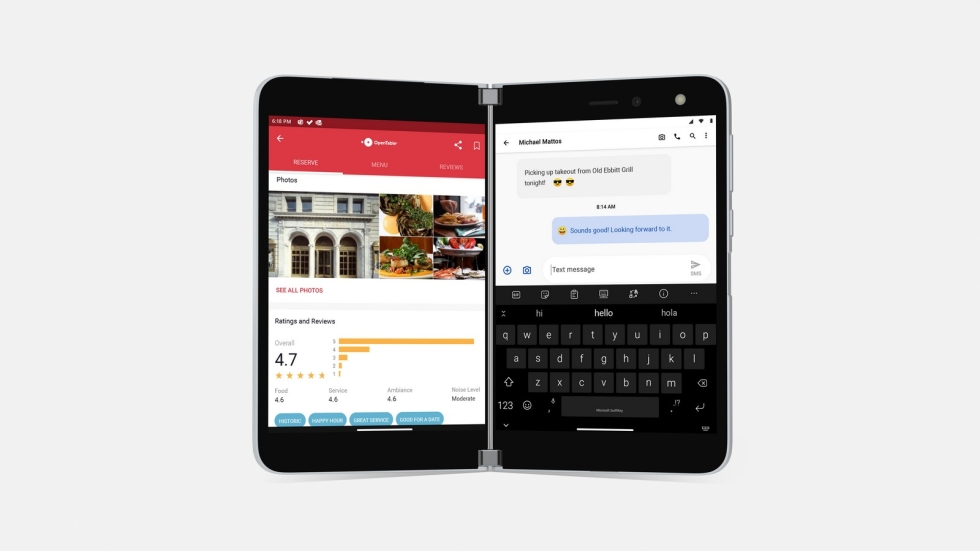 6:18 PM
OpenTable
RESERVE
MENU
REVIEWS
Photos
SEE ALL PHOTOS
Ratings and Reviews
Overall
4.7
5
4
3
2
1
Food
4.6
Service
4.6
Ambiance
4.6
Noise Level
Moderate
HISTORIC
HAPPY HOUR
GREAT SERVICE
GOOD FOR A DATE
Michael Mattos
Picking up takeout from Old Ebbitt Grill
tonight! 😎 😎
8:14 AM
😀 Sounds good! Looking forward to it.
Text message
SMS
GIF
hi hello hola
q w e r t y u i o p
a s d f g h j k l
z x c v b n m
123 , Microsoft SwiftKey . ,!?